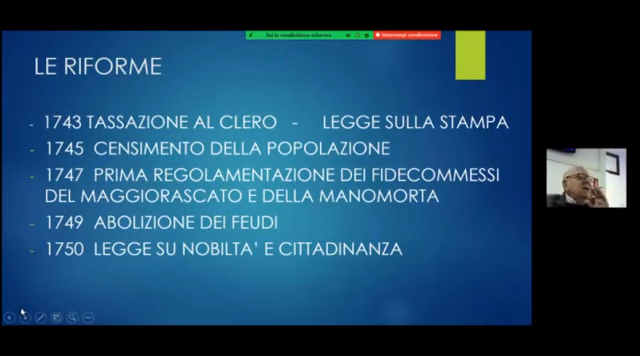 Sei in condivisione schermo
Interrompi condivisione
LE RIFORME
- 1743 TASSAZIONE AL CLERO - LEGGE SULLA STAMPA
- 1745 CENSIMENTO DELLA POPOLAZIONE
- 1747 PRIMA REGOLAMENTAZIONE DEI FIDECOMMESSI
DEL MAGGIORASCATO E DELLA MANOMORTA
- 1749 ABOLIZIONE DEI FEUDI
- 1750 LEGGE SU NOBILTA' E CITTADINANZA